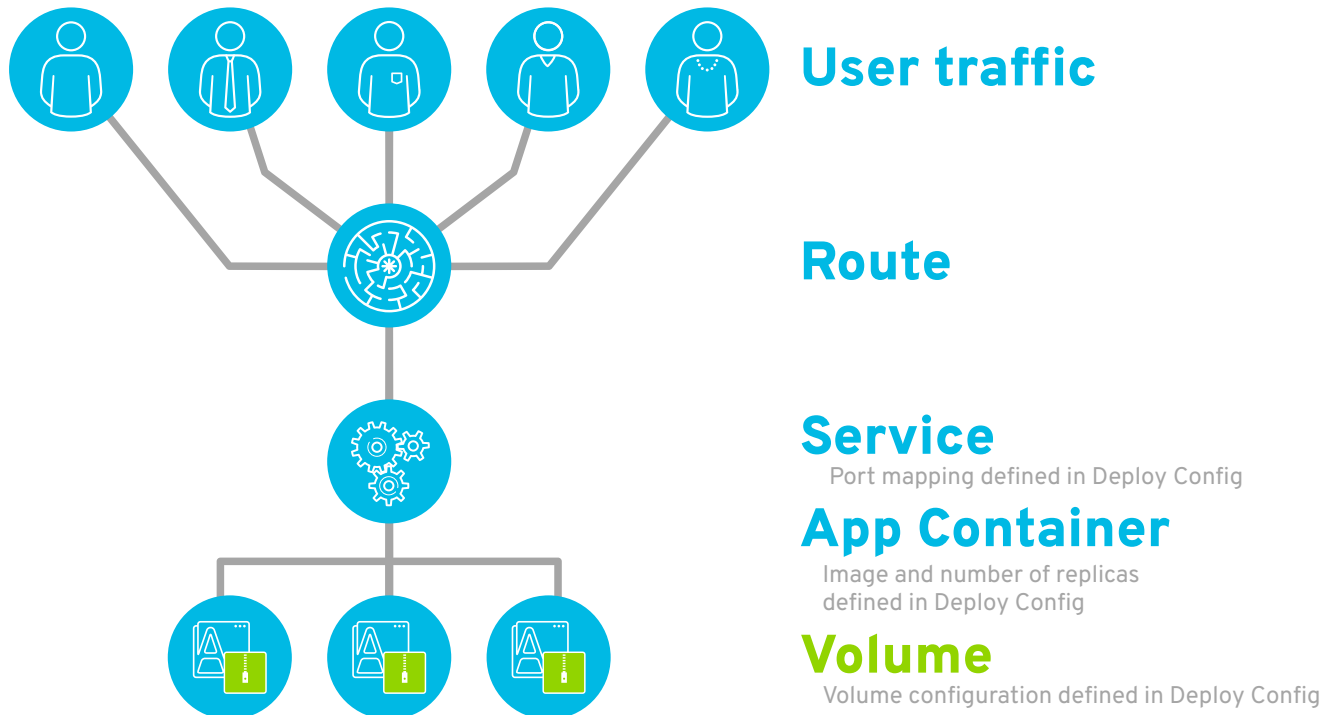 User traffic
Route
Service
Port mapping defined in Deploy Config
App Container
Image and number of replicas
defined in Deploy Config
Volume
Volume configuration defined in Deploy Config